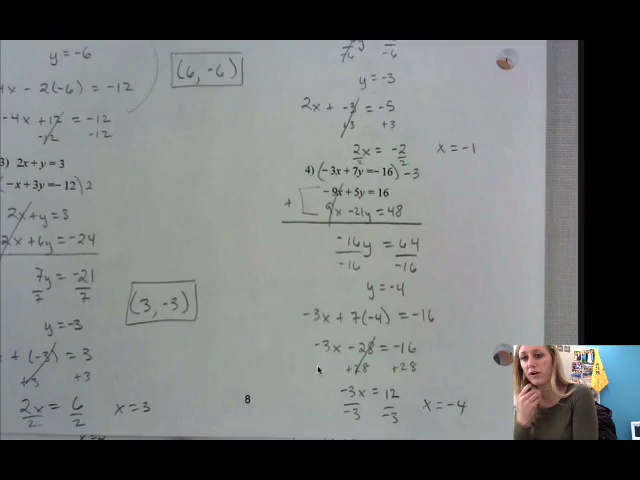 y = -6
(6, -6)
4x - 2(-6) = -12
-4x + 12 = -12
-12 -12
3) 2x + y = 3
(-x + 3y = -12) 2
2x + y = 3
2x + 6y = -24
7y = -21
7 7
y = -3
(3, -3)
+ (-3) = 3
+3 +3
2x = 6
2 2
x = 3
8
y = -3
2x + -3 = -5
+3 +3
2x = -2
2 2
x = -1
4) (-3x + 7y = -16) -3
-9x + 5y = 16
+ 9x - 21y = 48
-16y = 64
-16 -16
y = -4
-3x + 7(-4) = -16
-3x - 28 = -16
+28 +28
-3x = 12
-3 -3
x = -4